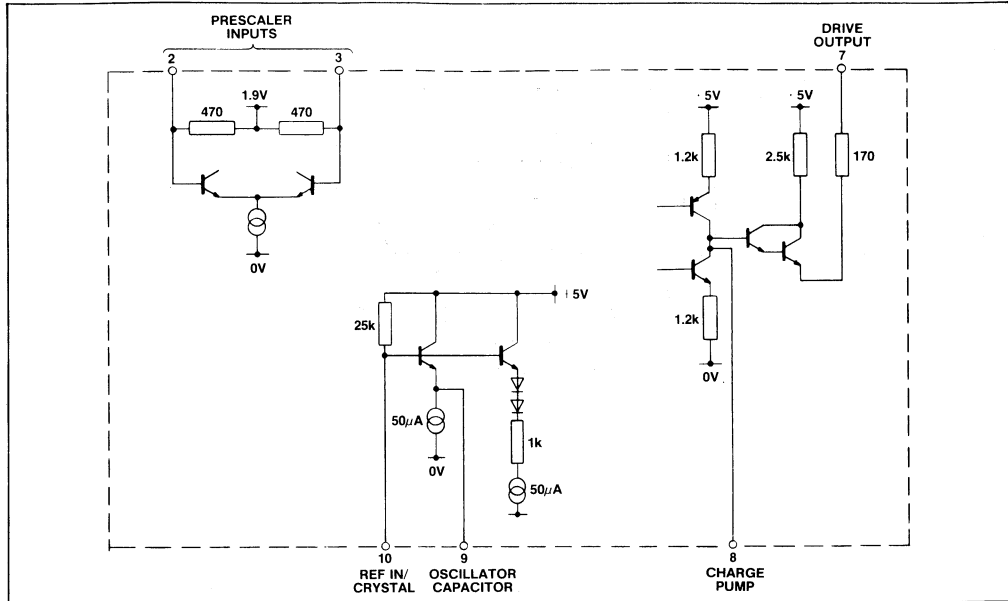 PRESCALER
INPUTS
2
3
1.9V
470
470
0V
DRIVE
OUTPUT
7
5V
5V
1.2k
2.5k
170
1.2k
0V
+5V
25k
50μA
0V
1k
50μA
10
9
8
REF IN/
CRYSTAL
OSCILLATOR
CAPACITOR
CHARGE
PUMP